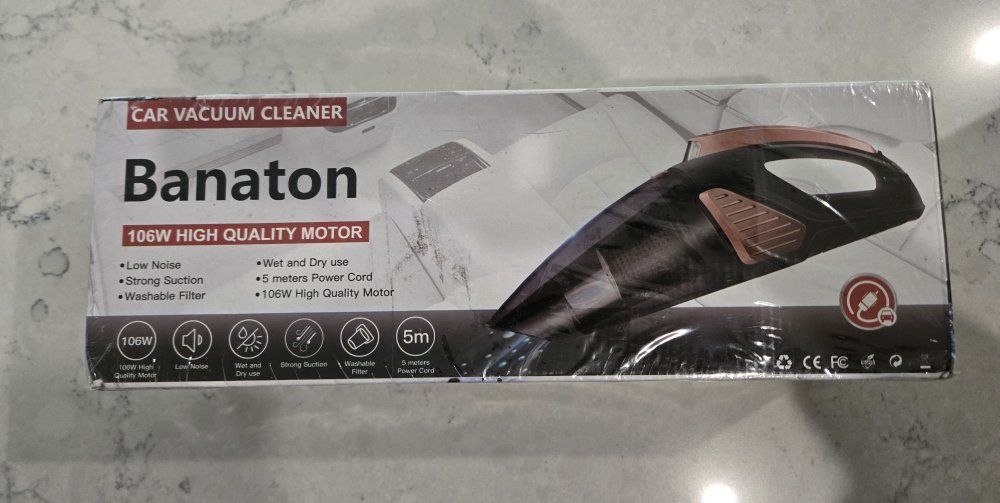 CAR VACUUM CLEANER
Banaton
106W HIGH QUALITY MOTOR
•Low Noise
•Strong Suction
•Washable Filter
•Wet and Dry use
•5 meters Power Cord
•106W High Quality Motor
106W
5m
106W High
Quality Motor
Low Noise
Wet and
Dry use
Strong Suction
Washable
Filter
5 meters
Power Cord
CE FC